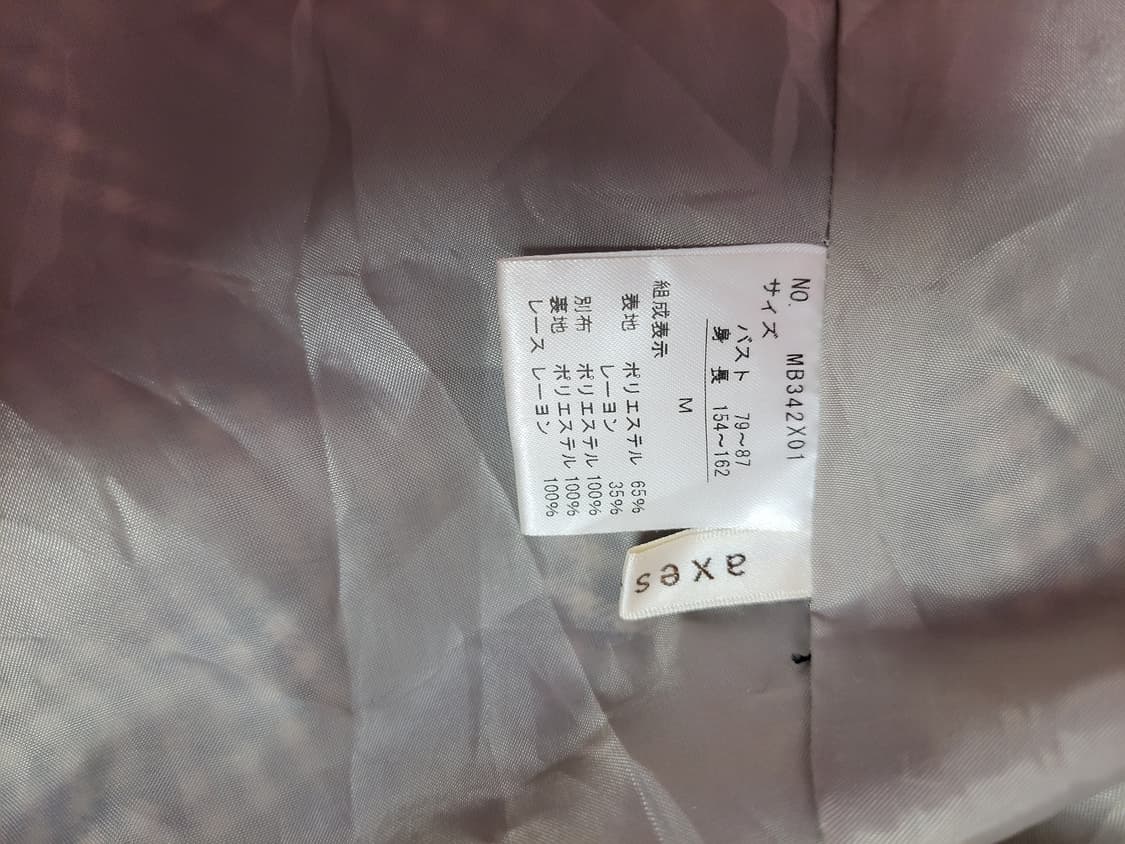 NO. MB342X01
サイズ
バスト 79～87
身長 154～162
M
組成表示
表地 ポリエステル 65%
レーヨン 35%
別布 ポリエステル 100%
裏地 ポリエステル 100%
レース レーヨン 100%
axes